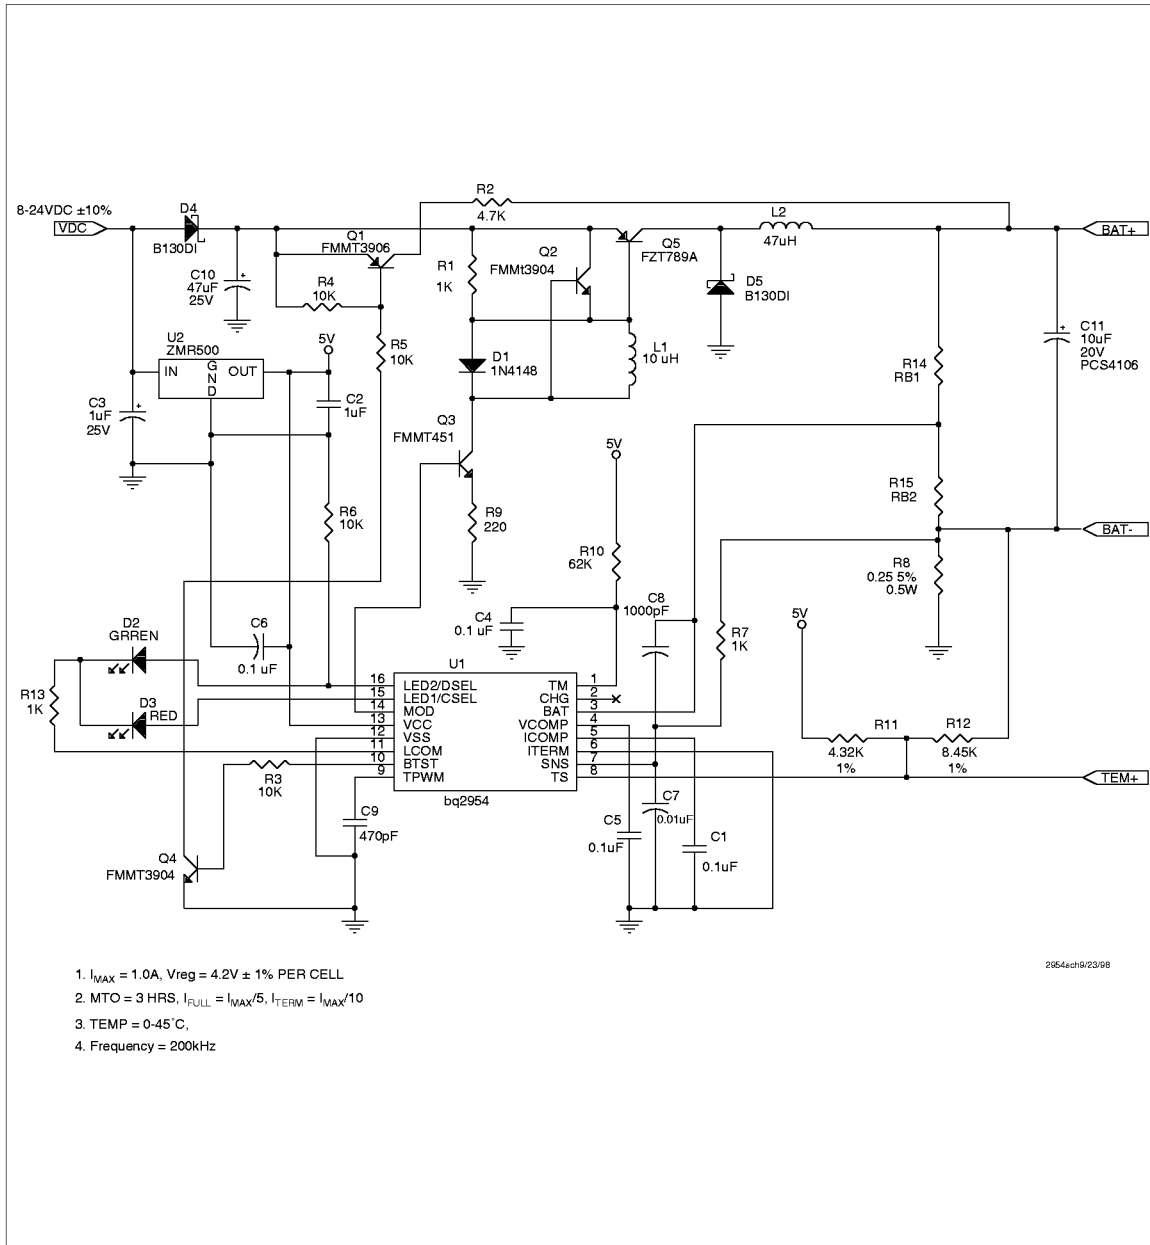 8-24VDC ±10%
VDC
D4
B130DI
C10
47uF
25V
Q1
FMMT3906
R4
10K
R5
10K
R2
4.7K
R1
1K
Q2
FMMt3904
Q5
FZT789A
L2
47uH
D5
B130DI
BAT+
C11
10uF
20V
PCS4106
R14
RB1
R15
RB2
BAT-
U2
ZMR500
IN
GND
OUT
5V
C3
1uF
25V
C2
1uF
D1
1N4148
L1
10 uH
Q3
FMMT451
R9
220
R6
10K
5V
R10
62K
C4
0.1 uF
C8
1000pF
R7
1K
R8
0.25 5%
0.5W
5V
D2
GRREN
C6
0.1 uF
R13
1K
D3
RED
U1
16 LED2/DSEL TM 1
15 LED1/CSEL CHG 2
14 MOD BAT 3
13 VCC VCOMP 4
12 VSS ICOMP 5
11 LCOM ITERM 6
10 BTST SNS 7
9 TPWM TS 8
bq2954
R3
10K
C9
470pF
Q4
FMMT3904
C5
0.1uF
C7
0.01uF
C1
0.1uF
R11
4.32K
1%
R12
8.45K
1%
TEM+
1. IMAX = 1.0A, Vreg = 4.2V ± 1% PER CELL
2. MTO = 3 HRS, IFULL = IMAX/5, ITERM = IMAX/10
3. TEMP = 0-45°C,
4. Frequency = 200kHz
2954sch9/23/98